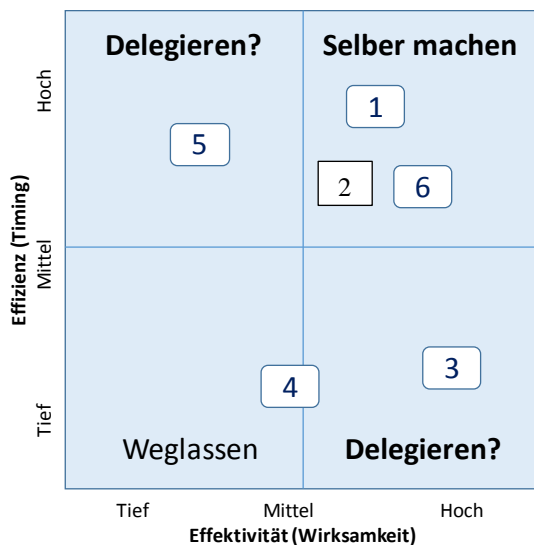 Delegieren?
Selber machen
Hoch
1
5
2
6
Effizienz (Timing)
Mittel
3
4
Tief
Weglassen
Delegieren?
Tief
Mittel
Hoch
Effektivität (Wirksamkeit)